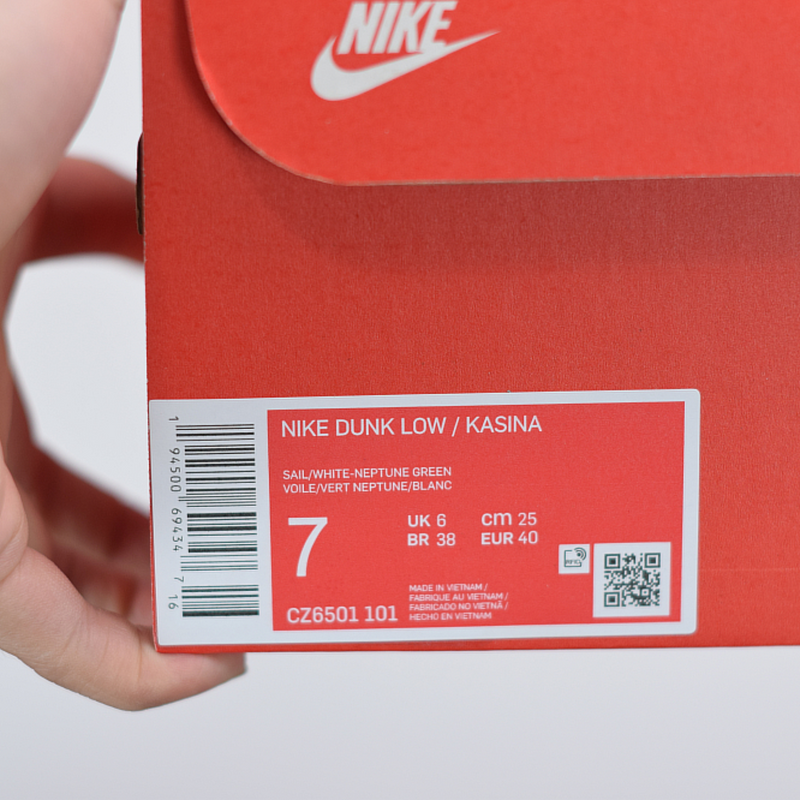 NIKE
NIKE DUNK LOW / KASINA
SAIL/WHITE-NEPTUNE GREEN
VOILE/VERT NEPTUNE/BLANC
7
UK 6 cm 25
BR 38 EUR 40
RFID
MADE IN VIETNAM /
FABRIQUE AU VIETNAM /
FABRICADO NO VIETNÃ /
HECHO EN VIETNAM
CZ6501 101
1 94500 69434 7 16